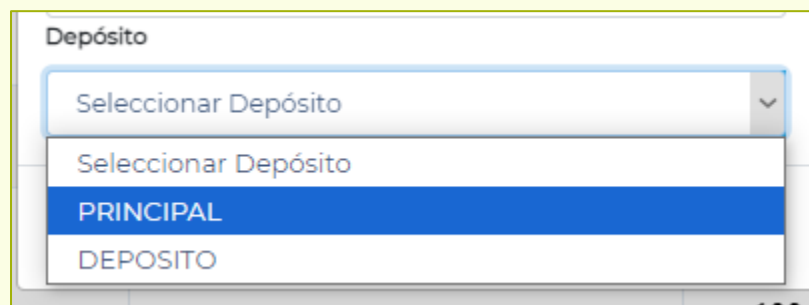 Depósito
Seleccionar Depósito
Seleccionar Depósito
PRINCIPAL
DEPOSITO